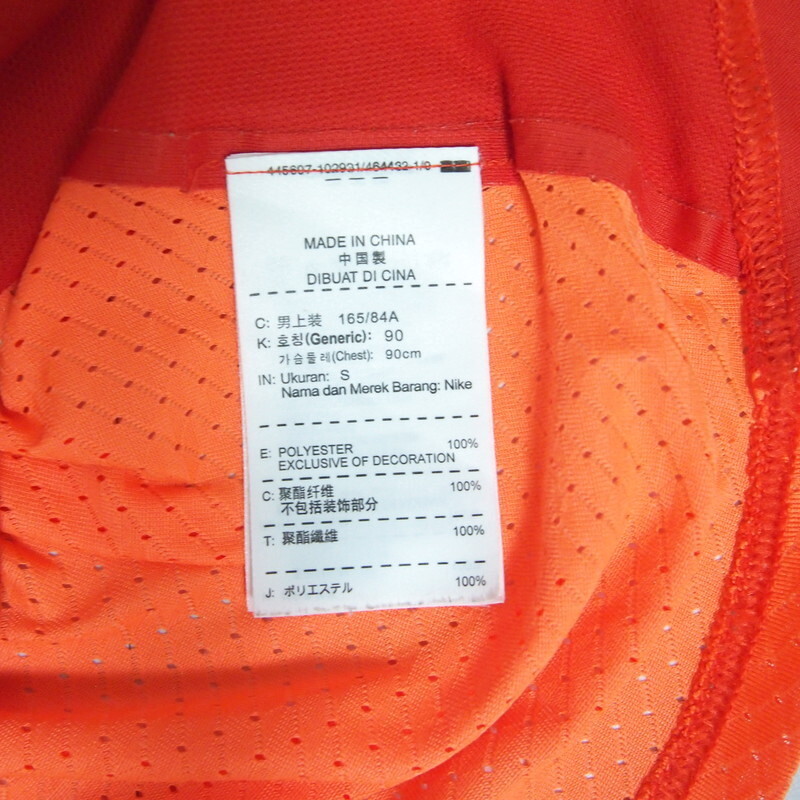 MADE IN CHINA
中国製
DIBUAT DI CINA
C: 男上装 165/84A
K: 호칭(Generic): 90
가슴둘레(Chest): 90cm
IN: Ukuran: S
Nama dan Merek Barang: Nike
E: POLYESTER 100%
EXCLUSIVE OF DECORATION
C: 聚酯纤维 100%
不包括装饰部分
T: 聚酯纖維 100%
J: ポリエステル 100%